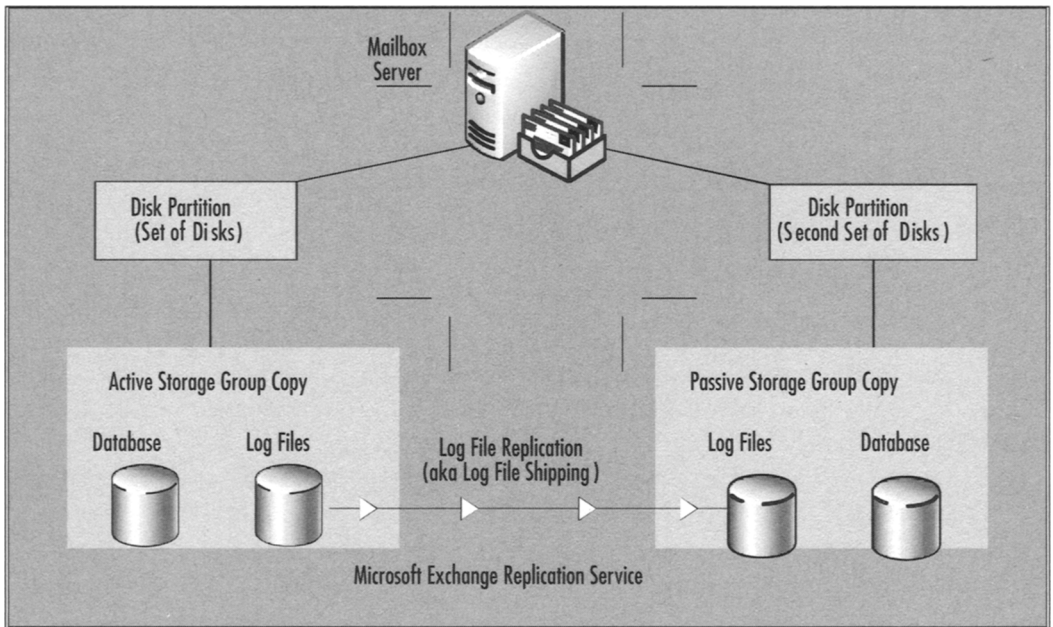 Mailbox
Server
Disk Partition
(Set of Disks)
Disk Partition
(Second Set of Disks)
Active Storage Group Copy
Database
Log Files
Log File Replication
(aka Log File Shipping)
Passive Storage Group Copy
Log Files
Database
Microsoft Exchange Replication Service